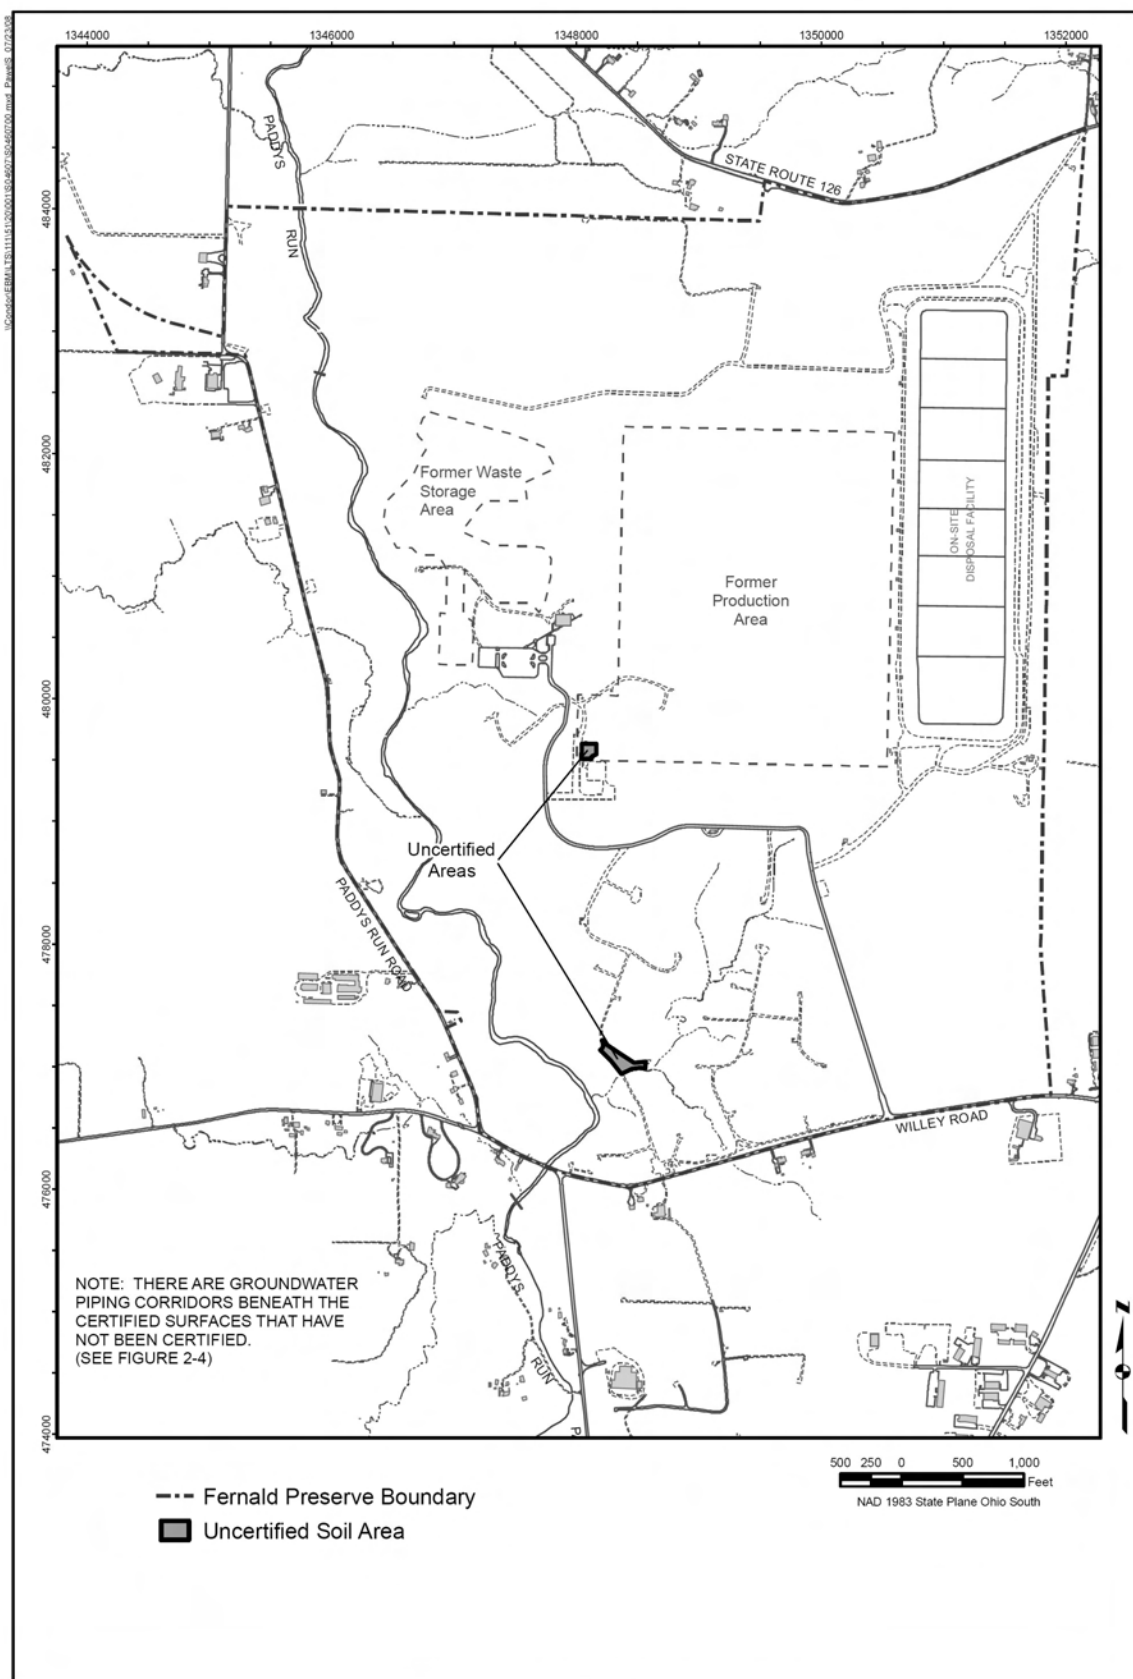 1344000
1346000
1348000
1350000
1352000
484000
482000
480000
478000
476000
474000
PADDYS
RUN
STATE ROUTE 126
Former Waste
Storage
Area
Former
Production
Area
ON-SITE
DISPOSAL FACILITY
Uncertified
Areas
PADDYS RUN ROAD
WILLEY ROAD
PADDYS
RUN
P
NOTE: THERE ARE GROUNDWATER
PIPING CORRIDORS BENEATH THE
CERTIFIED SURFACES THAT HAVE
NOT BEEN CERTIFIED.
(SEE FIGURE 2-4)
Z
500 250 0 500 1,000
Feet
NAD 1983 State Plane Ohio South
Fernald Preserve Boundary
Uncertified Soil Area